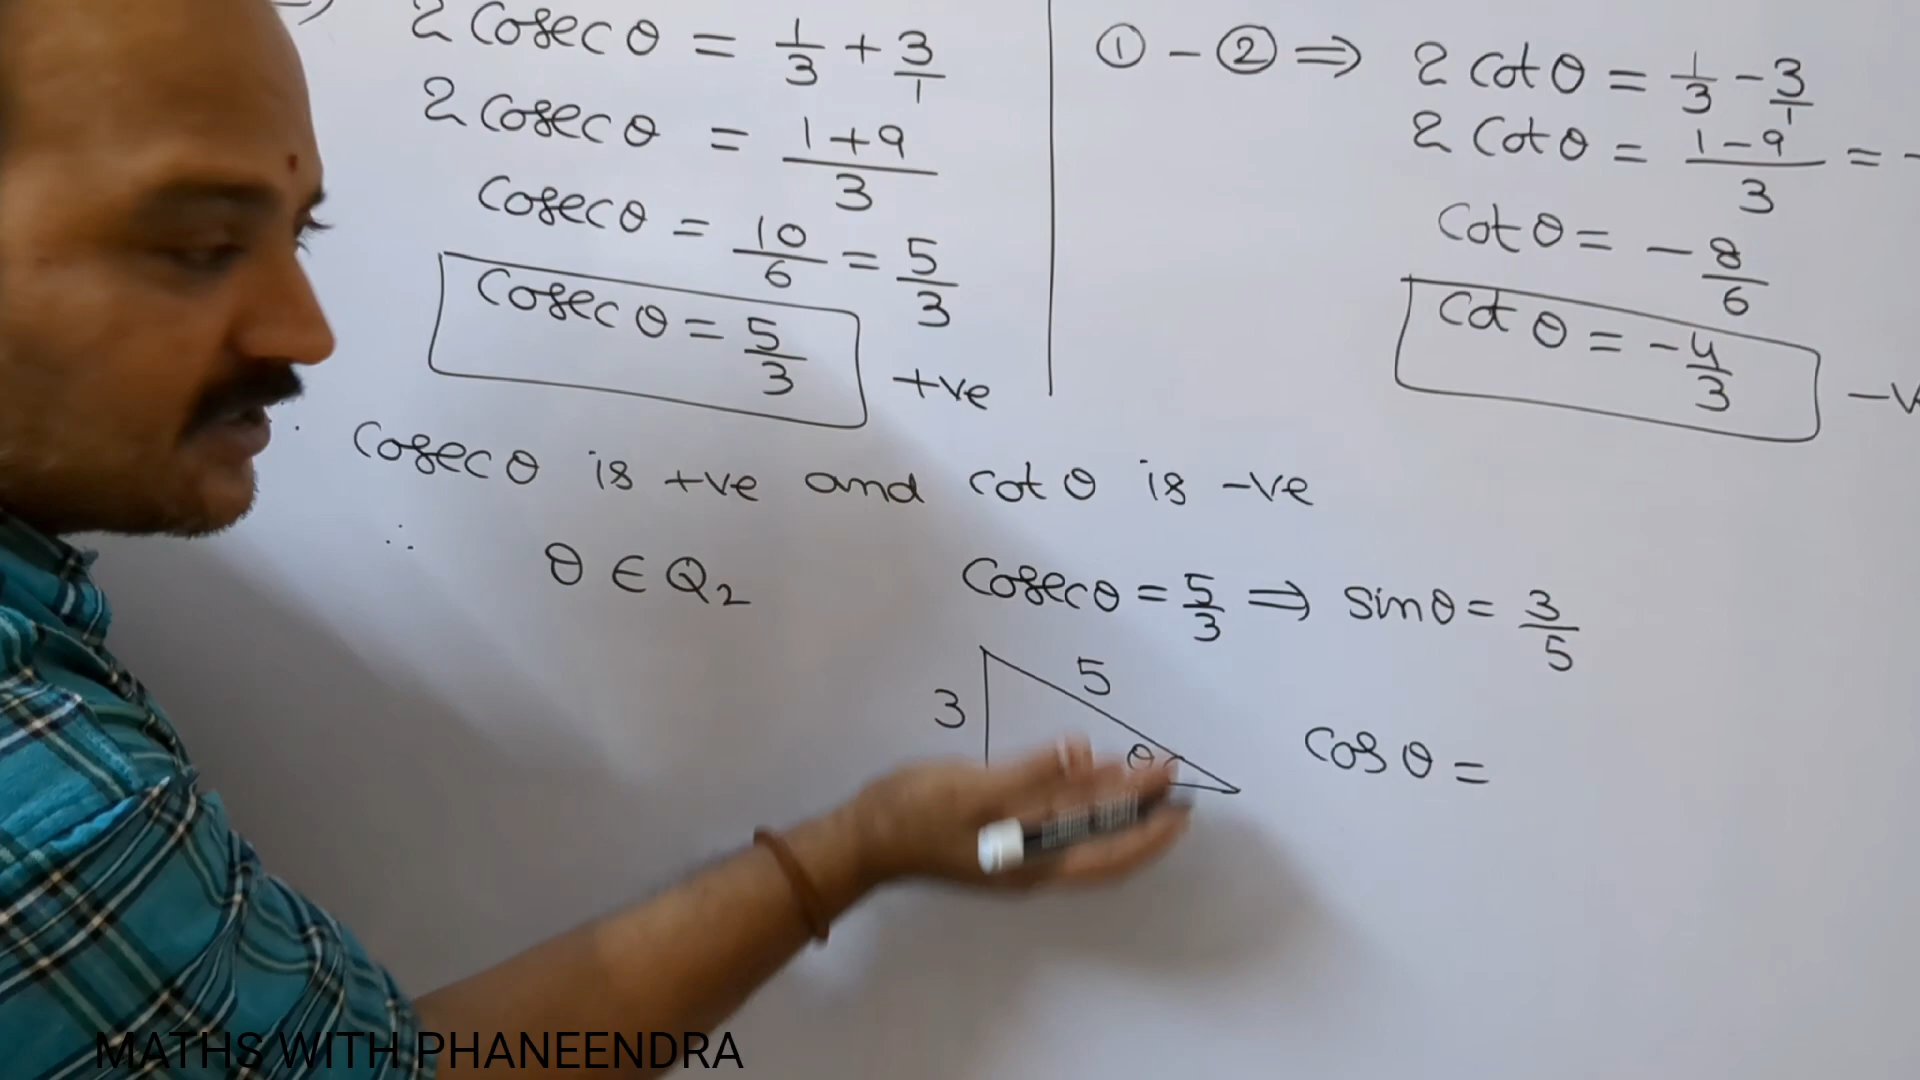 2 cosec θ = 1/3 + 3/1
2 cosec θ = (1+9)/3
cosec θ = 10/6 = 5/3
cosec θ = 5/3 +ve
① - ② ⇒ 2 cot θ = 1/3 - 3/1
2 cot θ = (1-9)/3 = -
cot θ = -8/6
cot θ = -4/3 -v
cosec θ is +ve and cot θ is -ve
∴ θ ∈ Q₂
cosec θ = 5/3 ⇒ sin θ = 3/5
3 5 θ
cos θ =
MATHS WITH PHANEENDRA